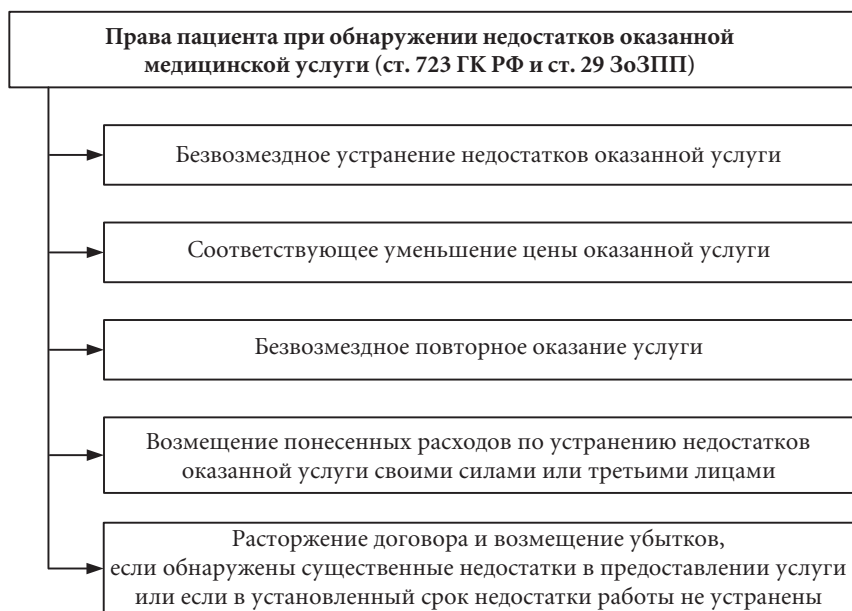 Права пациента при обнаружении недостатков оказанной
медицинской услуги (ст. 723 ГК РФ и ст. 29 ЗоЗПП)
Безвозмездное устранение недостатков оказанной услуги
Соответствующее уменьшение цены оказанной услуги
Безвозмездное повторное оказание услуги
Возмещение понесенных расходов по устранению недостатков
оказанной услуги своими силами или третьими лицами
Расторжение договора и возмещение убытков,
если обнаружены существенные недостатки в предоставлении услуги
или если в установленный срок недостатки работы не устранены